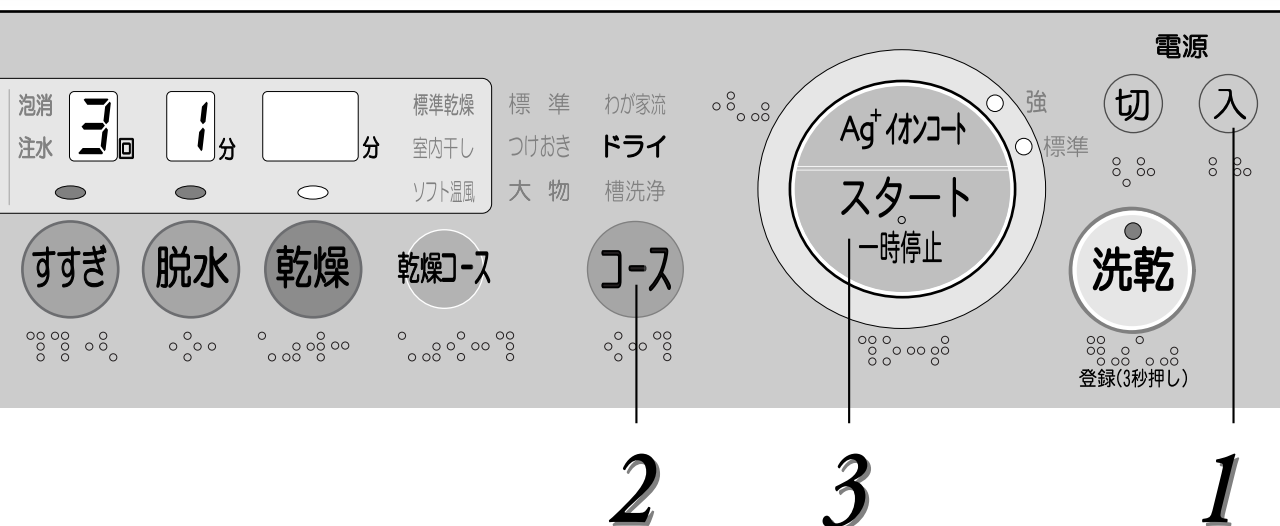 電源
切 入
泡消 3回 1分 分 標準乾燥 標準 わが家流 Ag⁺イオンコート 強
注水 室内干し つけおき ドライ 標準
ソフト温風 大物 槽洗浄 スタート
一時停止
すすぎ 脱水 乾燥 乾燥コース コース 洗乾
登録(3秒押し)
2 3 1